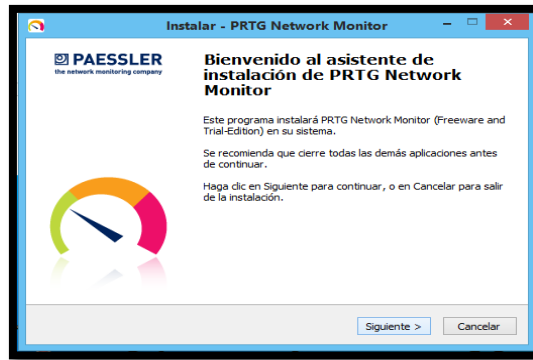 Instalar - PRTG Network Monitor
PAESSLER
the network monitoring company
Bienvenido al asistente de
instalación de PRTG Network
Monitor
Este programa instalará PRTG Network Monitor (Freeware and
Trial-Edition) en su sistema.
Se recomienda que cierre todas las demás aplicaciones antes
de continuar.
Haga clic en Siguiente para continuar, o en Cancelar para salir
de la instalación.
Siguiente >
Cancelar